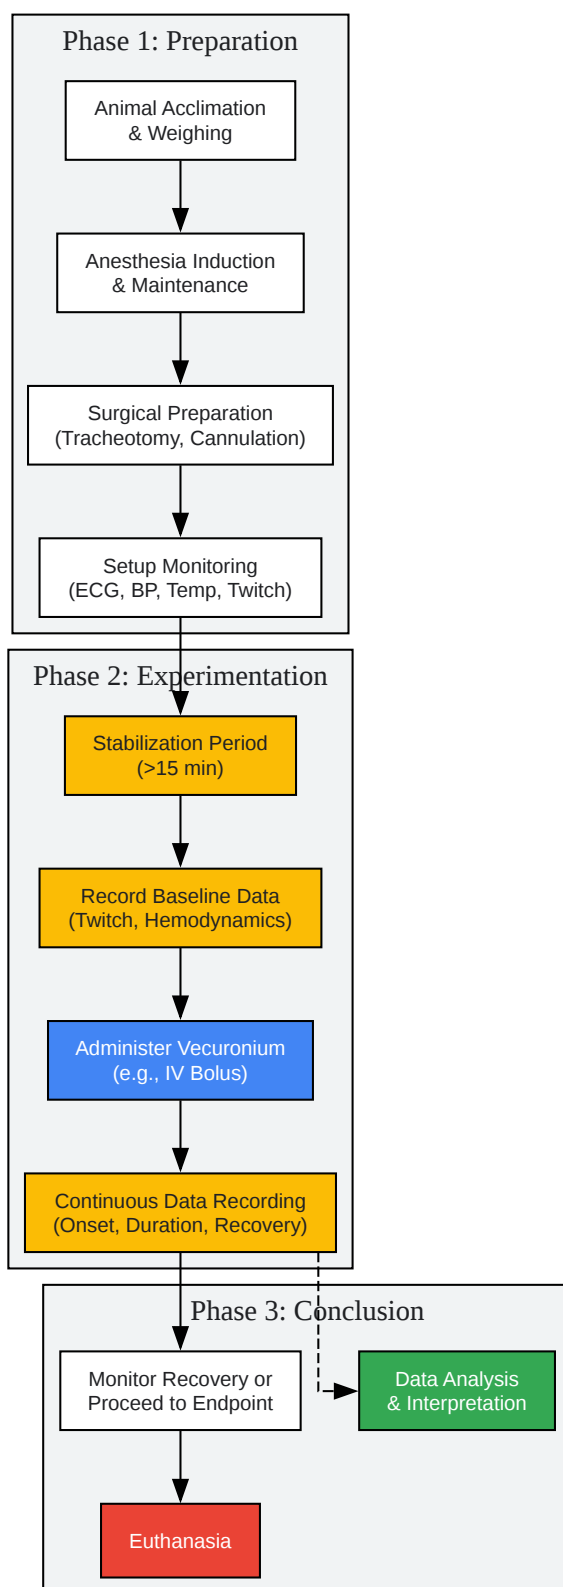 Phase 1: Preparation
Animal Acclimation
& Weighing
Anesthesia Induction
& Maintenance
Surgical Preparation
(Tracheotomy, Cannulation)
Setup Monitoring
(ECG, BP, Temp, Twitch)
Phase 2: Experimentation
Stabilization Period
(>15 min)
Record Baseline Data
(Twitch, Hemodynamics)
Administer Vecuronium
(e.g., IV Bolus)
Continuous Data Recording
(Onset, Duration, Recovery)
Phase 3: Conclusion
Monitor Recovery or
Proceed to Endpoint
Data Analysis
& Interpretation
Euthanasia